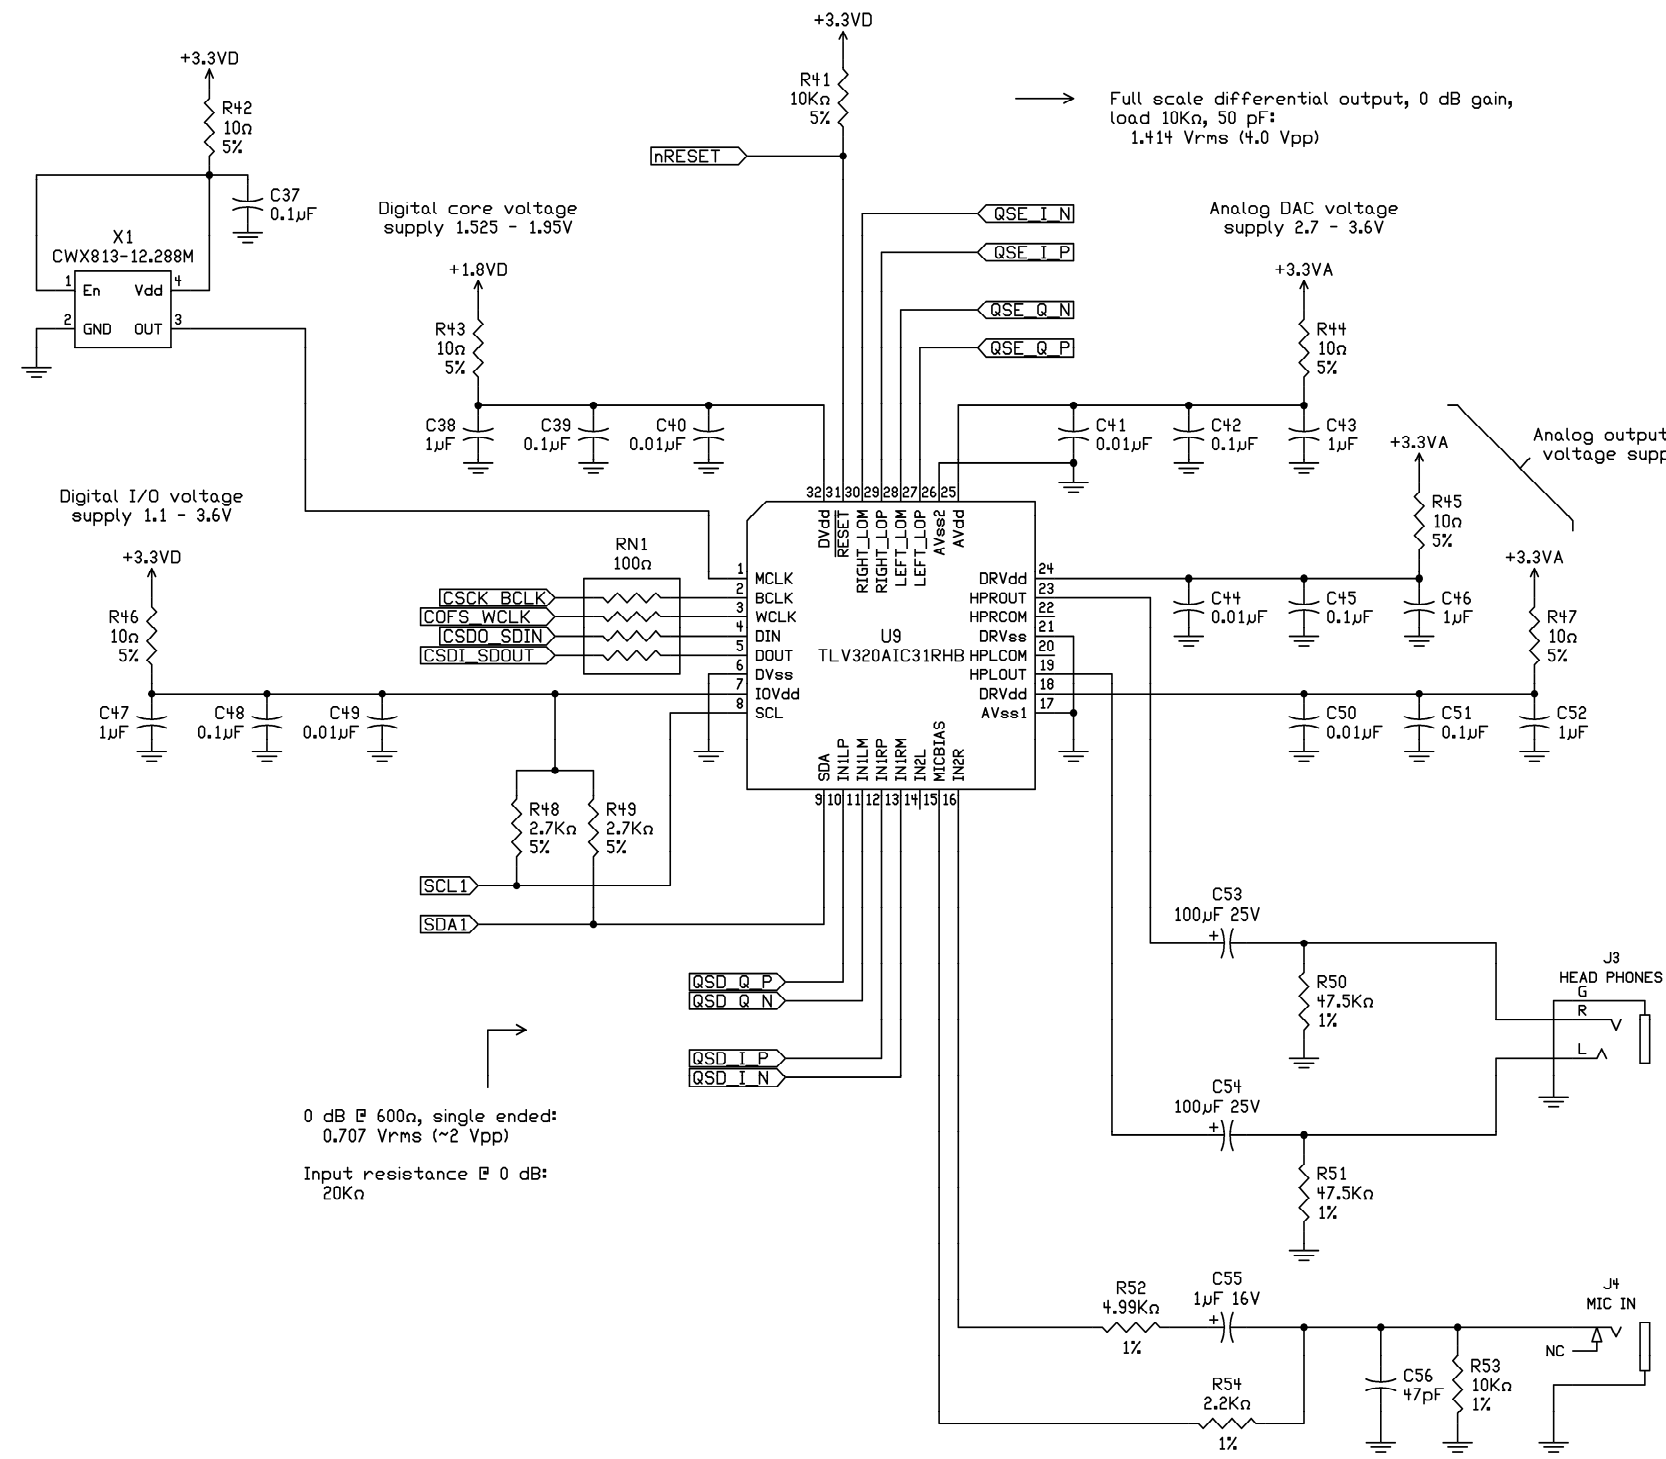 +3.3VD
R41
10KΩ
5%
nRESET
Full scale differential output, 0 dB gain,
load 10KΩ, 50 pF:
1.414 Vrms (4.0 Vpp)
+3.3VD
R42
10Ω
5%
C37
0.1µF
X1
CWX813-12.288M
1 En Vdd 4
2 GND OUT 3
Digital core voltage
supply 1.525 - 1.95V
+1.8VD
R43
10Ω
5%
C38
1µF
C39
0.1µF
C40
0.01µF
QSE_I_N
QSE_I_P
QSE_Q_N
QSE_Q_P
Analog DAC voltage
supply 2.7 - 3.6V
+3.3VA
R44
10Ω
5%
C41
0.01µF
C42
0.1µF
C43
1µF
Analog output
voltage supp
+3.3VA
R45
10Ω
5%
+3.3VA
R47
10Ω
5%
C44
0.01µF
C45
0.1µF
C46
1µF
C50
0.01µF
C51
0.1µF
C52
1µF
Digital I/O voltage
supply 1.1 - 3.6V
+3.3VD
R46
10Ω
5%
C47
1µF
C48
0.1µF
C49
0.01µF
RN1
100Ω
CSCK_BCLK
COFS_WCLK
CSDO_SDIN
CSDI_SDOUT
32 31 30 29 28 27 26 25
DVdd
RESET
RIGHT_LOM
RIGHT_LOP
LEFT_LOM
LEFT_LOP
AVss2
AVdd
1 MCLK
2 BCLK
3 WCLK
4 DIN
5 DOUT
6 DVss
7 IOVdd
8 SCL
U9
TLV320AIC31RHB
DRVdd 24
HPROUT 23
HPRCOM 22
DRVss 21
HPLCOM 20
HPLOUT 19
DRVdd 18
AVss1 17
SDA
IN1LP
IN1LM
IN1RP
IN1RM
IN2L
MICBIAS
IN2R
9 10 11 12 13 14 15 16
R48
2.7KΩ
5%
R49
2.7KΩ
5%
SCL1
SDA1
QSD_Q_P
QSD_Q_N
QSD_I_P
QSD_I_N
0 dB @ 600Ω, single ended:
0.707 Vrms (~2 Vpp)
Input resistance @ 0 dB:
20KΩ
C53
100µF 25V
+
R50
47.5KΩ
1%
J3
HEAD PHONES
G
R
L
C54
100µF 25V
+
R51
47.5KΩ
1%
R52
4.99KΩ
1%
C55
1µF 16V
+
J4
MIC IN
NC
C56
47pF
R53
10KΩ
1%
R54
2.2KΩ
1%